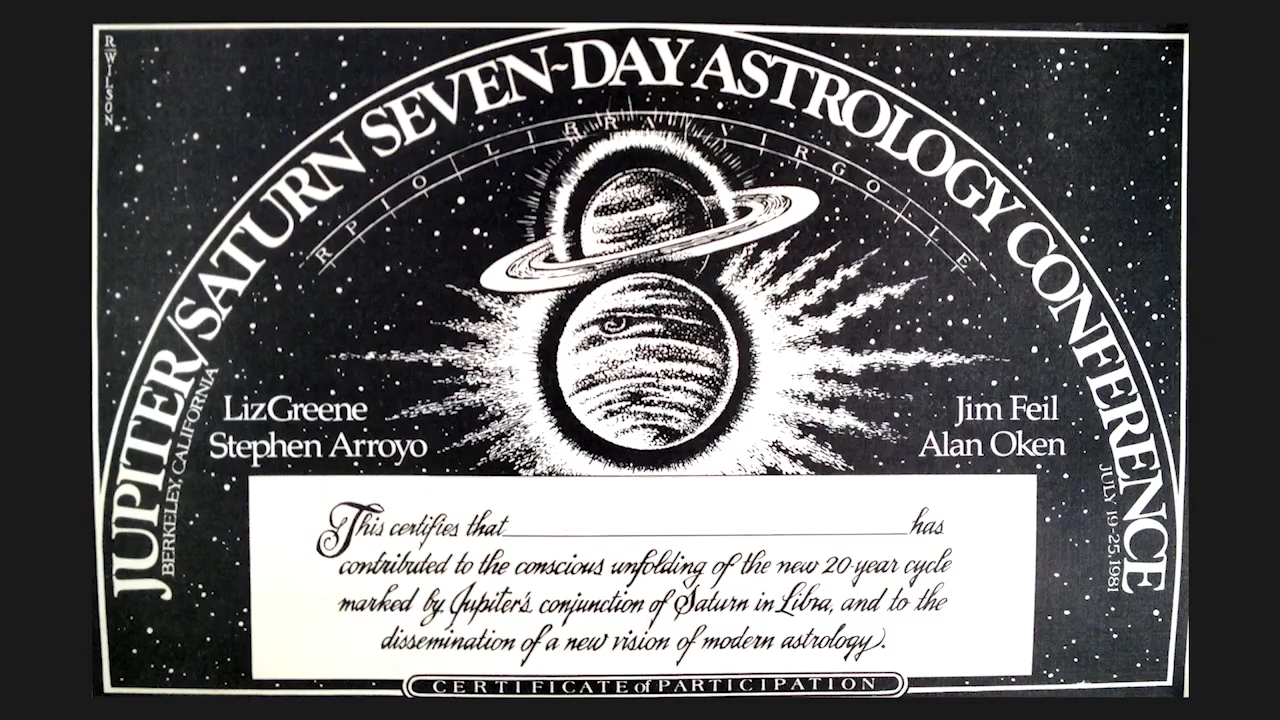 R WILSON
JUPITER/SATURN SEVEN-DAY ASTROLOGY CONFERENCE
RPIO LIBRA VIRGO LE
BERKELEY, CALIFORNIA
JULY 19-25, 1981
Liz Greene
Stephen Arroyo
Jim Feil
Alan Oken
This certifies that has
contributed to the conscious unfolding of the new 20-year cycle
marked by Jupiter's conjunction of Saturn in Libra, and to the
dissemination of a new vision of modern astrology.
CERTIFICATE of PARTICIPATION